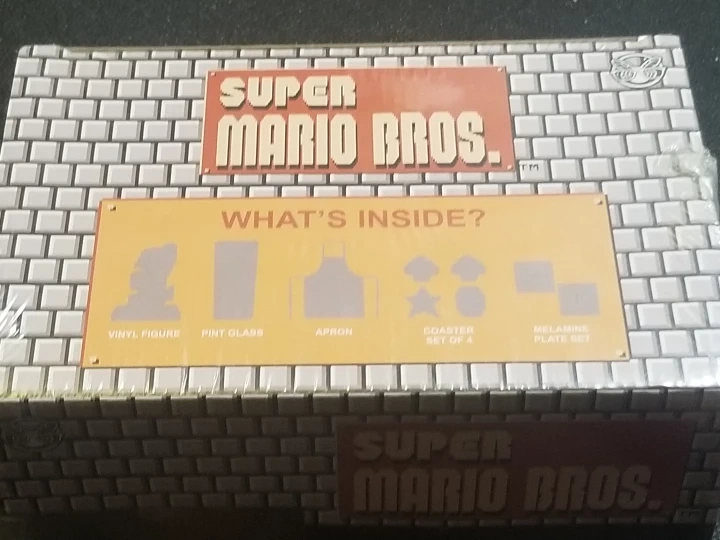 SUPER
MARIO BROS.
TM
WHAT'S INSIDE?
VINYL FIGURE
PINT GLASS
APRON
COASTER
SET OF 4
MELAMINE
PLATE SET
SUPER
MARIO BROS.
TM